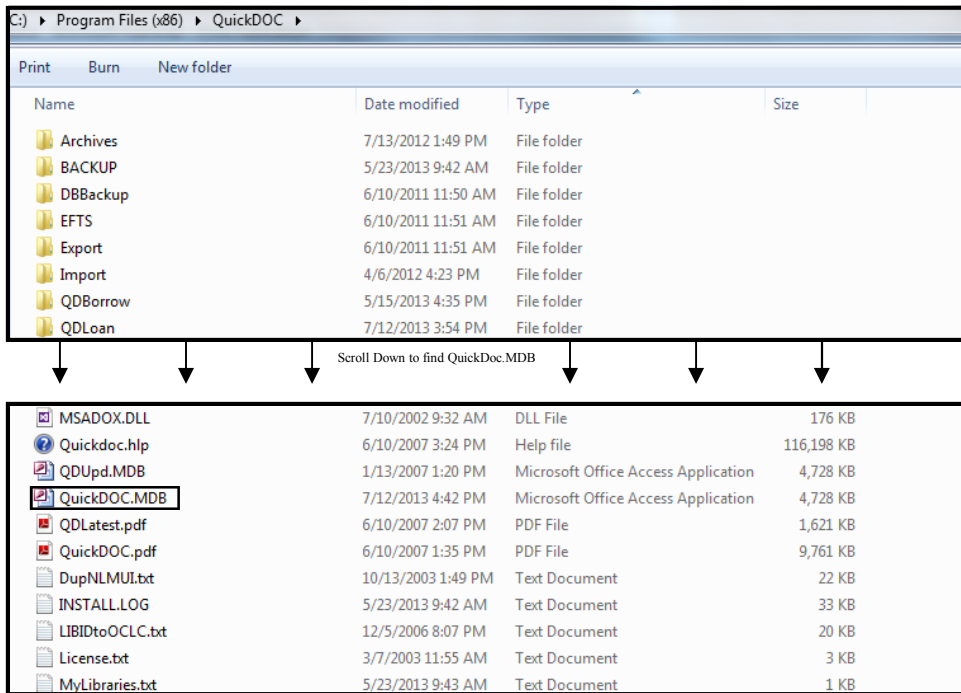 C:) ▸ Program Files (x86) ▸ QuickDOC ▸
Print Burn New folder
Name Date modified Type Size
Archives 7/13/2012 1:49 PM File folder
BACKUP 5/23/2013 9:42 AM File folder
DBBackup 6/10/2011 11:50 AM File folder
EFTS 6/10/2011 11:51 AM File folder
Export 6/10/2011 11:51 AM File folder
Import 4/6/2012 4:23 PM File folder
QDBorrow 5/15/2013 4:35 PM File folder
QDLoan 7/12/2013 3:54 PM File folder
Scroll Down to find QuickDoc.MDB
MSADOX.DLL 7/10/2002 9:32 AM DLL File 176 KB
Quickdoc.hlp 6/10/2007 3:24 PM Help file 116,198 KB
QDUpd.MDB 1/13/2007 1:20 PM Microsoft Office Access Application 4,728 KB
QuickDOC.MDB 7/12/2013 4:42 PM Microsoft Office Access Application 4,728 KB
QDLatest.pdf 6/10/2007 2:07 PM PDF File 1,621 KB
QuickDOC.pdf 6/10/2007 1:35 PM PDF File 9,761 KB
DupNLMUI.txt 10/13/2003 1:49 PM Text Document 22 KB
INSTALL.LOG 5/23/2013 9:42 AM Text Document 33 KB
LIBIDtoOCLC.txt 12/5/2006 8:07 PM Text Document 20 KB
License.txt 3/7/2003 11:55 AM Text Document 3 KB
MyLibraries.txt 5/23/2013 9:43 AM Text Document 1 KB